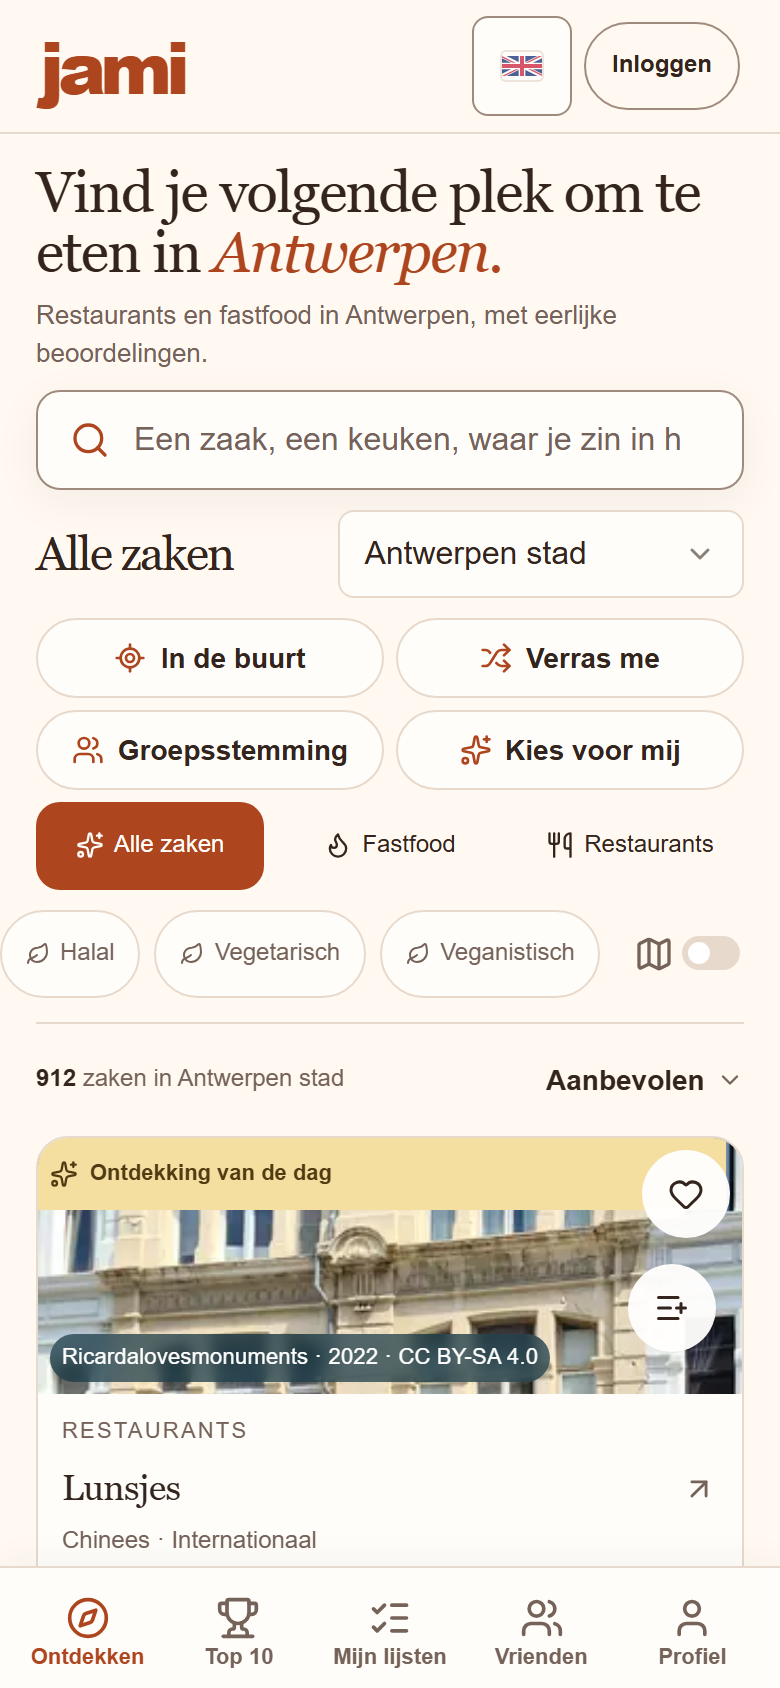 jami
Inloggen
Vind je volgende plek om te
eten in Antwerpen.
Restaurants en fastfood in Antwerpen, met eerlijke
beoordelingen.
Een zaak, een keuken, waar je zin in h
Alle zaken
Antwerpen stad
In de buurt
Verras me
Groepsstemming
Kies voor mij
Alle zaken
Fastfood
Restaurants
Halal
Vegetarisch
Veganistisch
912 zaken in Antwerpen stad
Aanbevolen
Ontdekking van de dag
Ricardalovesmonuments · 2022 · CC BY-SA 4.0
RESTAURANTS
Lunsjes
Chinees · Internationaal
Ontdekken
Top 10
Mijn lijsten
Vrienden
Profiel